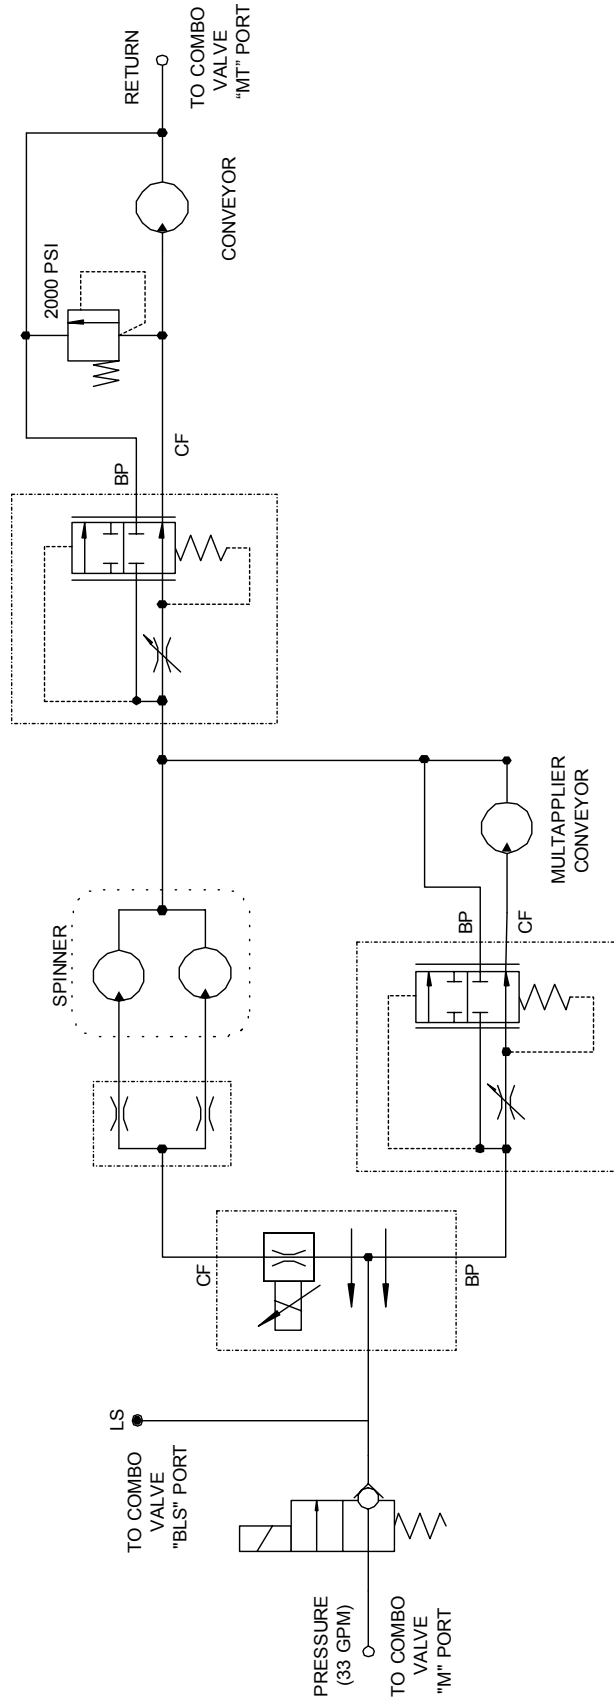 PRESSURE
(33 GPM)
TO COMBO
VALVE
"M" PORT
TO COMBO
VALVE
"BLS" PORT
LS
CF
BP
SPINNER
BP
CF
MULTAPPLIER
CONVEYOR
BP
CF
2000 PSI
CONVEYOR
RETURN
TO COMBO
VALVE
“MT” PORT